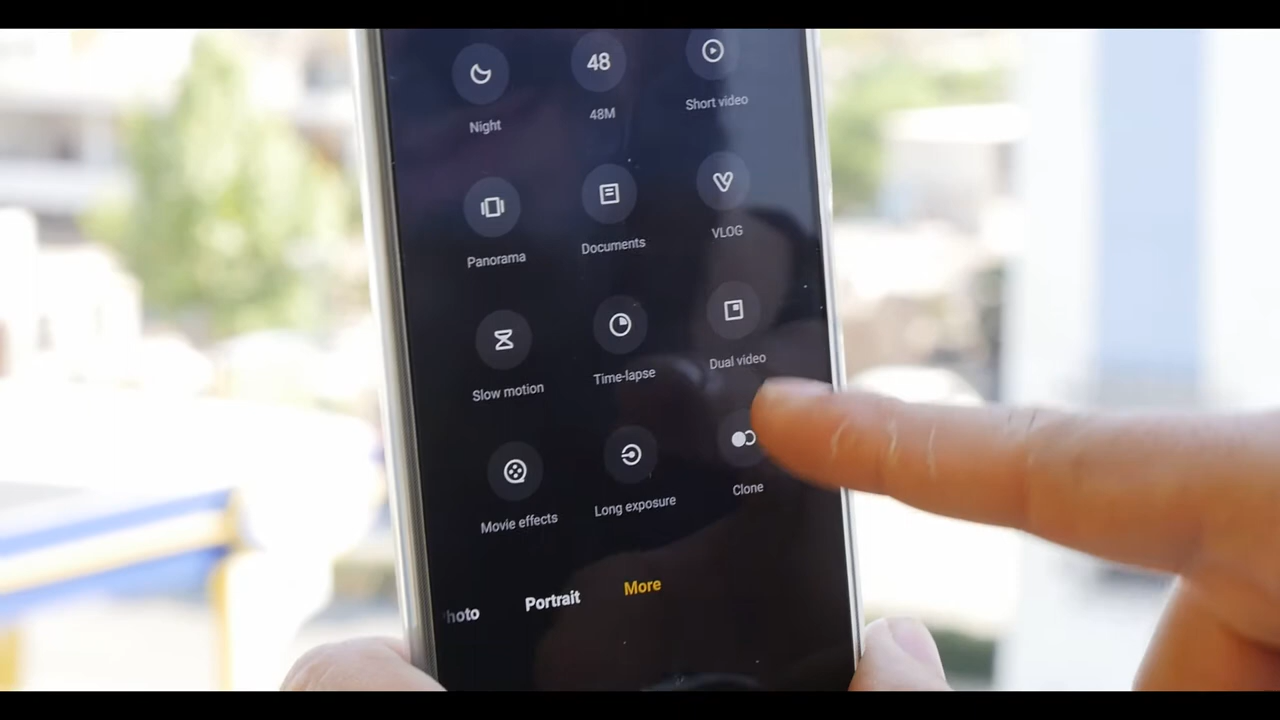 48
Night
48M
Short video
Panorama
Documents
VLOG
Slow motion
Time-lapse
Dual video
Movie effects
Long exposure
Clone
hoto
Portrait
More